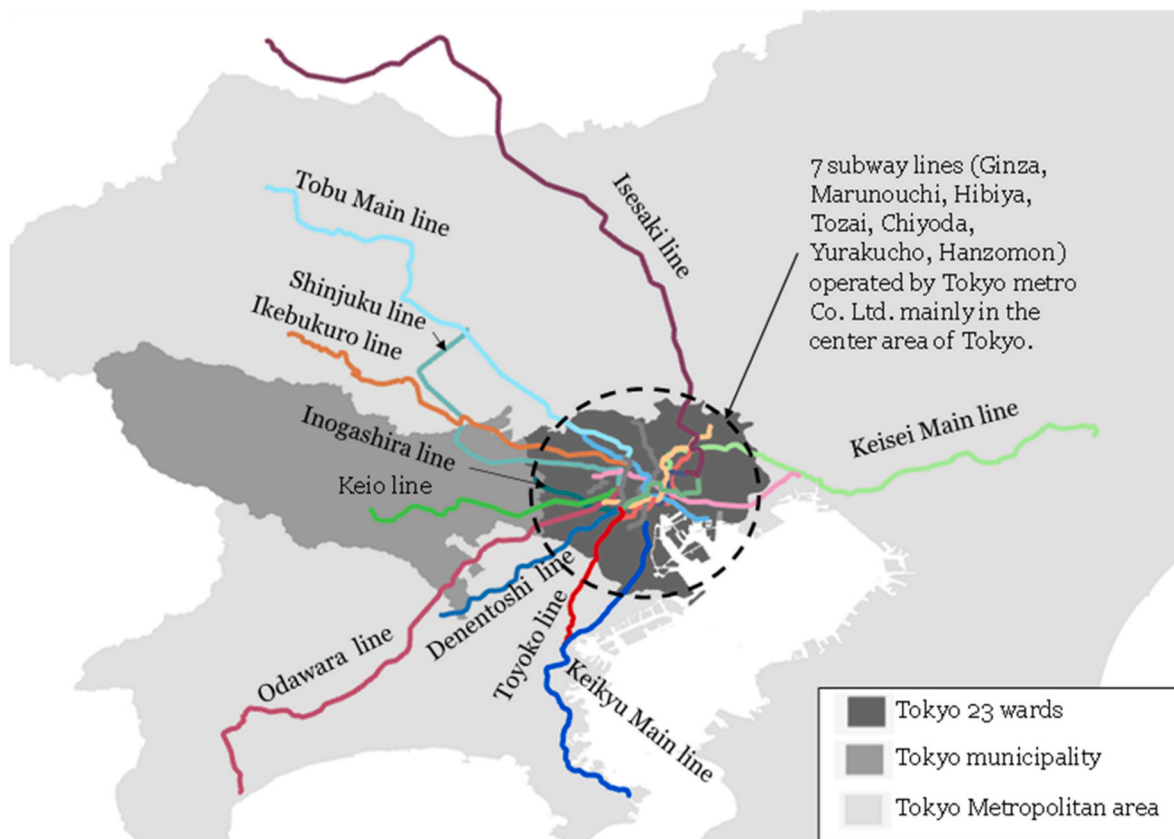 Isesaki line
7 subway lines (Ginza,
Marunouchi, Hibiya,
Tozai, Chiyoda,
Yurakucho, Hanzomon)
operated by Tokyo metro
Co. Ltd. mainly in the
center area of Tokyo.
Tobu Main line
Shinjuku line
Ikebukuro line
Inogashira line
Keio line
Keisei Main line
Odawara line
Denentoshi line
Toyoko line
Keikyu Main line
Tokyo 23 wards
Tokyo municipality
Tokyo Metropolitan area